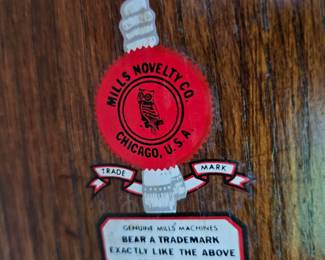 MILLS NOVELTY CO.
CHICAGO, U.S.A.
TRADE MARK
GENUINE MILLS MACHINES
BEAR A TRADEMARK
EXACTLY LIKE THE ABOVE